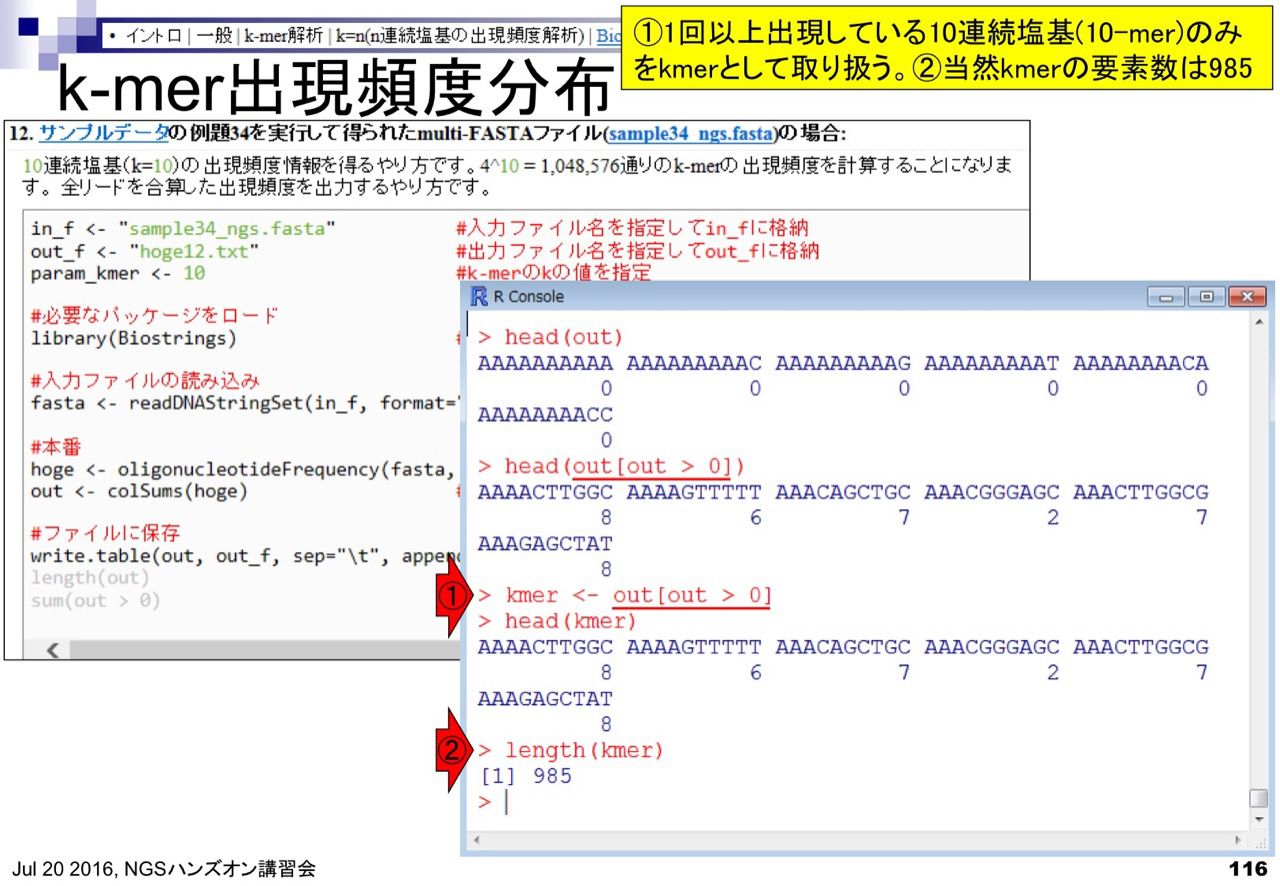 • イントロ | 一般 | k-mer解析 | k=n(n連続塩基の出現頻度解析) | Bio
①1回以上出現している10連続塩基(10-mer)のみ
をkmerとして取り扱う。②当然kmerの要素数は985
k-mer出現頻度分布
12. サンプルデータの例題34を実行して得られたmulti-FASTAファイル(sample34_ngs.fasta)の場合:
10連続塩基(k=10)の出現頻度情報を得るやり方です。4^10 = 1,048,576通りのk-merの出現頻度を計算することになりま
す。全リードを合算した出現頻度を出力するやり方です。
in_f <- "sample34_ngs.fasta" #入力ファイル名を指定してin_fに格納
out_f <- "hoge12.txt" #出力ファイル名を指定してout_fに格納
param_kmer <- 10 #k-merのkの値を指定
#必要なパッケージをロード
library(Biostrings) #
#入力ファイルの読み込み
fasta <- readDNAStringSet(in_f, format="
#本番
hoge <- oligonucleotideFrequency(fasta,
out <- colSums(hoge) #
#ファイルに保存
write.table(out, out_f, sep="\t", appen
length(out)
sum(out > 0)
R Console
> head(out)
AAAAAAAAAA AAAAAAAAAC AAAAAAAAAG AAAAAAAAAT AAAAAAAACA
0 0 0 0 0
AAAAAAAACC
0
> head(out[out > 0])
AAAACTTGGC AAAAGTTTTT AAACAGCTGC AAACGGGAGC AAACTTGGCG
8 6 7 2 7
AAAGAGCTAT
8
① > kmer <- out[out > 0]
> head(kmer)
AAAACTTGGC AAAAGTTTTT AAACAGCTGC AAACGGGAGC AAACTTGGCG
8 6 7 2 7
AAAGAGCTAT
8
② > length(kmer)
[1] 985
>
Jul 20 2016, NGSハンズオン講習会
116